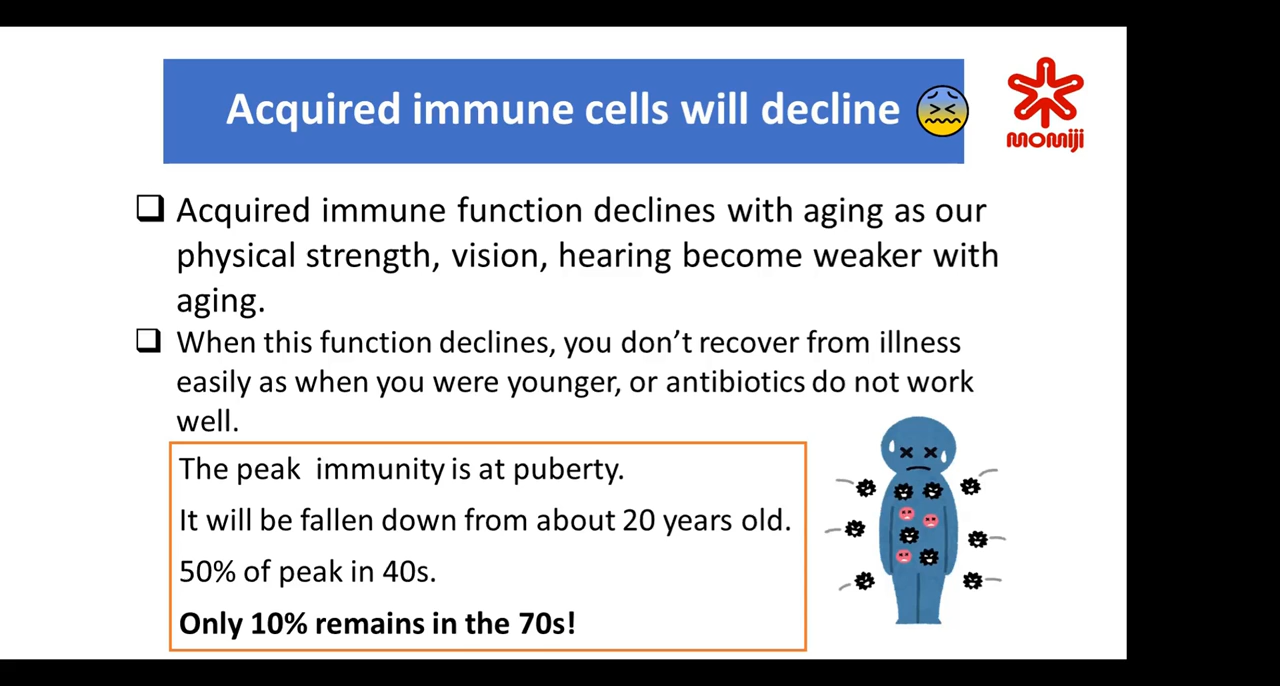 Acquired immune cells will decline
MOMIJI
Acquired immune function declines with aging as our
physical strength, vision, hearing become weaker with
aging.
When this function declines, you don’t recover from illness
easily as when you were younger, or antibiotics do not work
well.
The peak immunity is at puberty.
It will be fallen down from about 20 years old.
50% of peak in 40s.
Only 10% remains in the 70s!